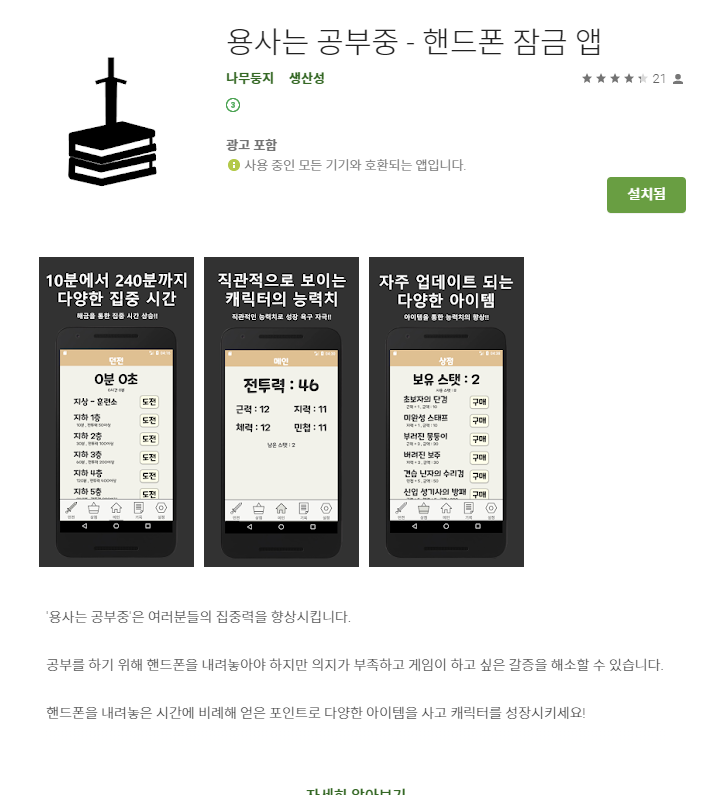 용사는 공부중 - 핸드폰 잠금 앱
나무둥지 생산성
21
3
광고 포함
사용 중인 모든 기기와 호환되는 앱입니다.
설치됨
10분에서 240분까지
다양한 집중 시간
해금을 통한 집중 시간 상승!!
던전
0분 0초
지상 - 훈련소 도전
지하 1층 도전
지하 2층 도전
지하 3층 도전
지하 4층 도전
지하 5층 도전
직관적으로 보이는
캐릭터의 능력치
직관적인 능력치로 성장 욕구 자극!!
메인
전투력 : 46
근력 : 12 지력 : 11
체력 : 12 민첩 : 11
남은 스탯 : 2
자주 업데이트 되는
다양한 아이템
아이템을 통한 능력치의 향상!!
상점
보유 스탯 : 2
초보자의 단검 구매
미완성 스태프 구매
부러진 몽둥이 구매
버려진 보주 구매
견습 닌자의 수리검 구매
신입 성기사의 방패 구매
'용사는 공부중'은 여러분들의 집중력을 향상시킵니다.
공부를 하기 위해 핸드폰을 내려놓아야 하지만 의지가 부족하고 게임이 하고 싶은 갈증을 해소할 수 있습니다.
핸드폰을 내려놓은 시간에 비례해 얻은 포인트로 다양한 아이템을 사고 캐릭터를 성장시키세요!
자세히 알아보기